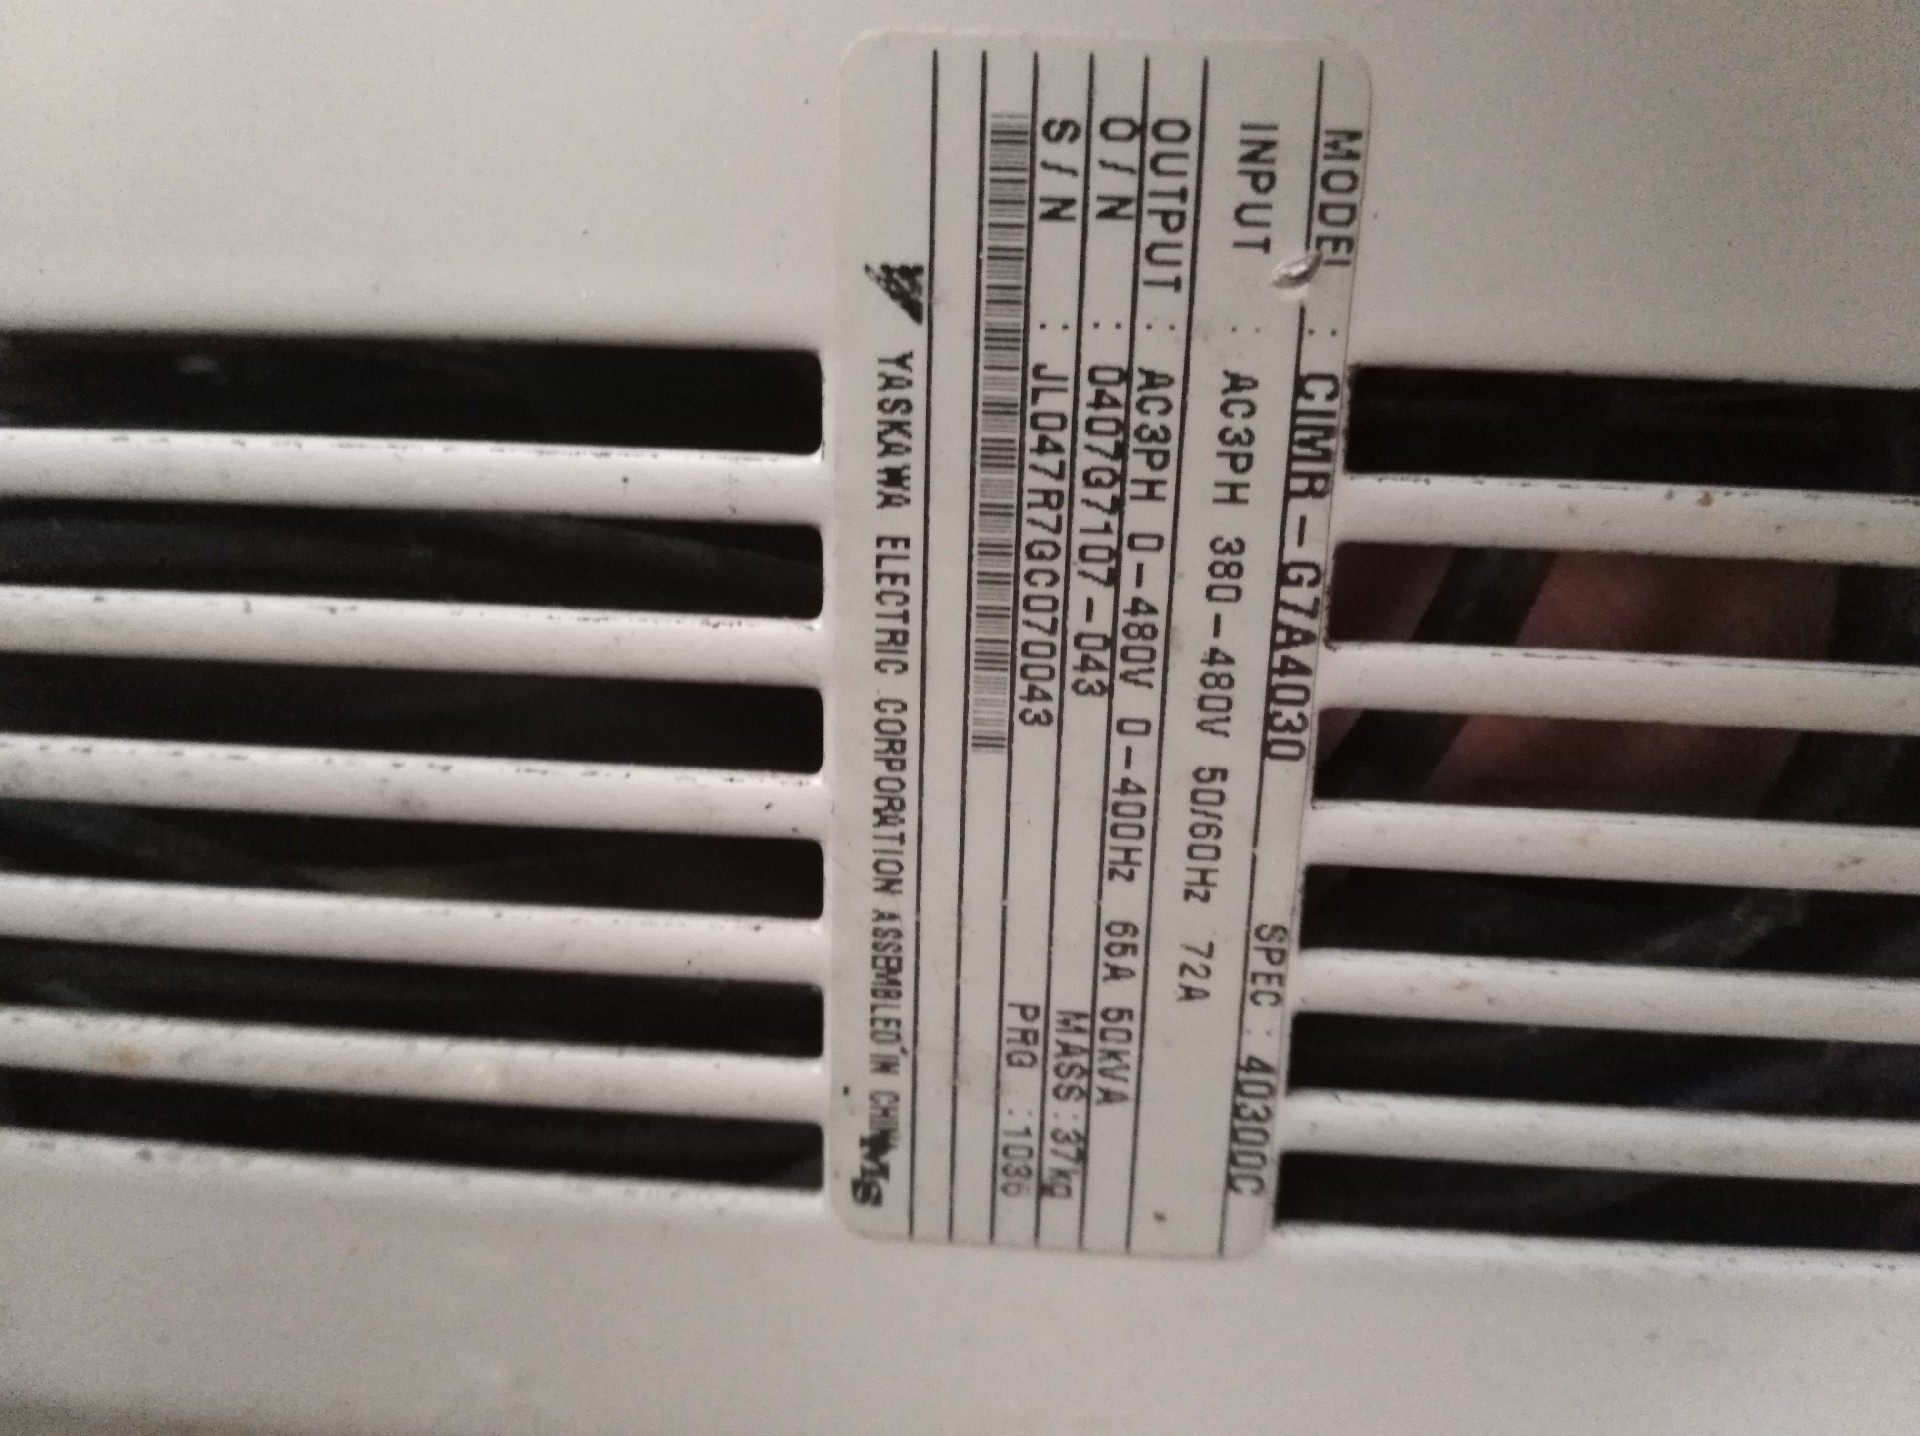 MODEL : CIMR-G7A4030 SPEC : 40300C
INPUT : AC3PH 380-480V 50/60Hz 72A
OUTPUT : AC3PH 0-480V 0-400Hz 65A 50kVA
O/N : 0407G7107-043 MASS : 37kg
S/N : JL047R7GC070043 PRG : 1036
YASKAWA ELECTRIC CORPORATION ASSEMBLED IN CHINA MS